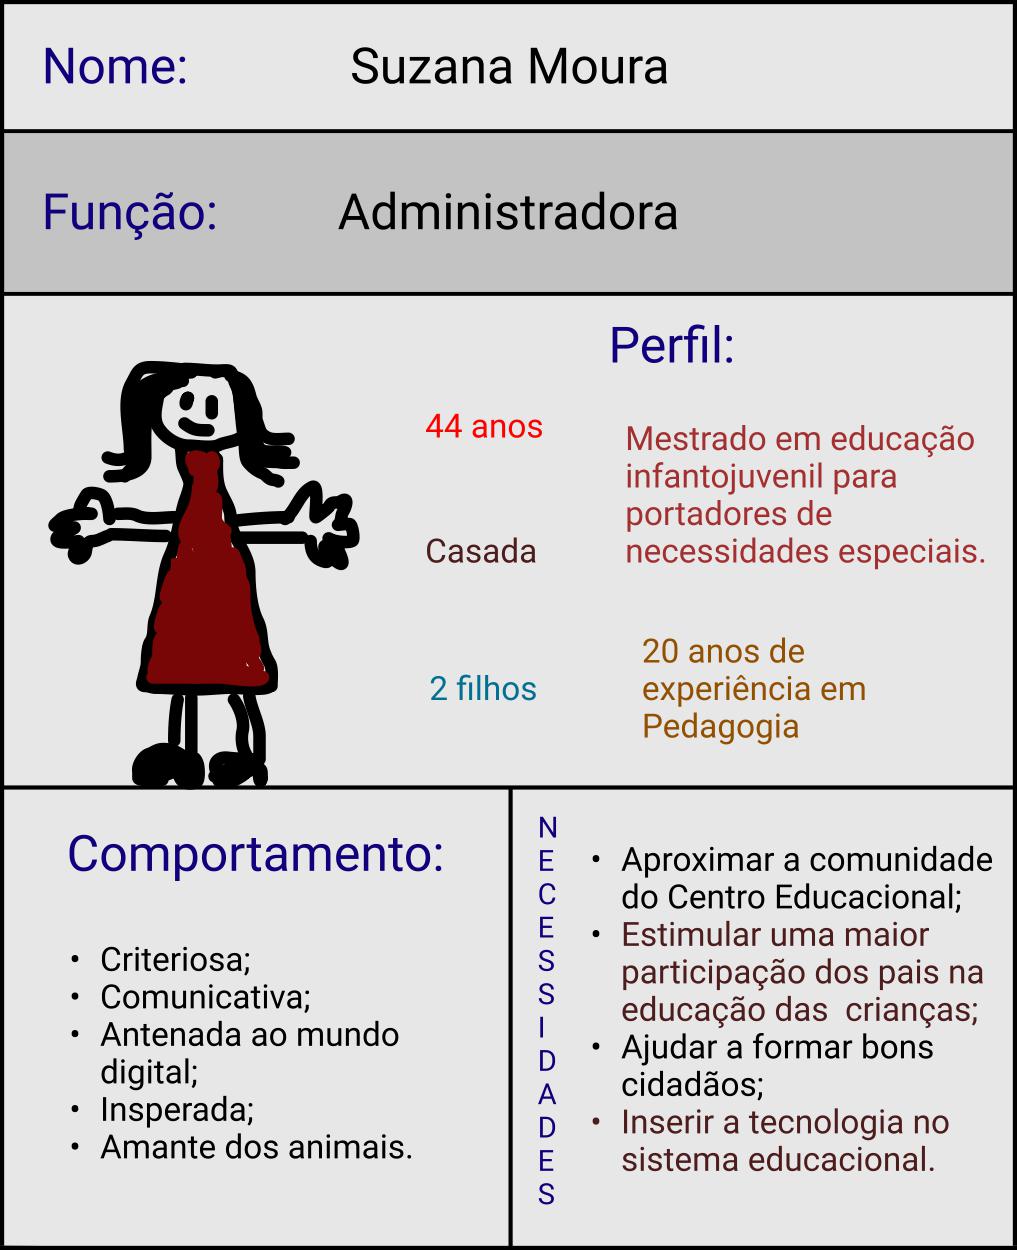 Nome: Suzana Moura
Função: Administradora
Perfil:
44 anos
Casada
2 filhos
Mestrado em educação
infantojuvenil para
portadores de
necessidades especiais.
20 anos de
experiência em
Pedagogia
Comportamento:
• Criteriosa;
• Comunicativa;
• Antenada ao mundo
digital;
• Insperada;
• Amante dos animais.
N
E
C
E
S
S
I
D
A
D
E
S
• Aproximar a comunidade
do Centro Educacional;
• Estimular uma maior
participação dos pais na
educação das  crianças;
• Ajudar a formar bons
cidadãos;
• Inserir a tecnologia no
sistema educacional.